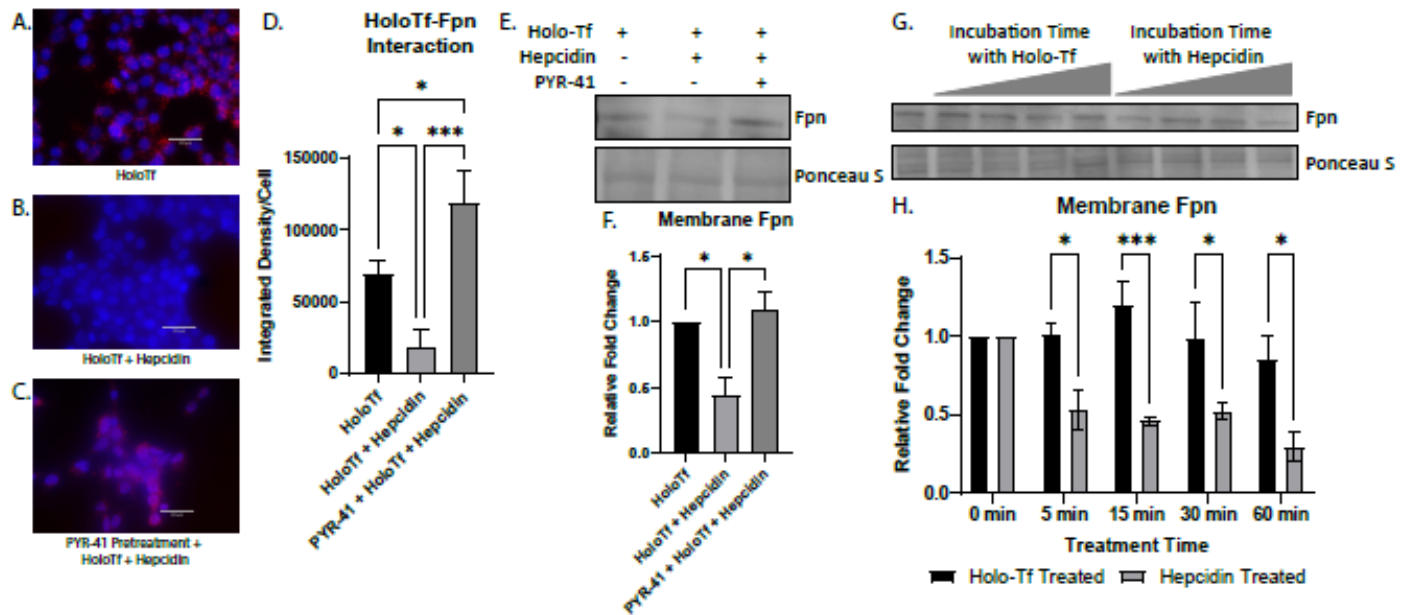 A.
HoloTf
B.
HoloTf + Hepcidin
C.
PYR-41 Pretreatment +
HoloTf + Hepcidin
D.
HoloTf-Fpn
Interaction
*
* ***
Integrated Density/Cell
150000
100000
50000
0
HoloTf
HoloTf + Hepcidin
PYR-41 + HoloTf + Hepcidin
E.
Holo-Tf + + +
Hepcidin - + +
PYR-41 - - +
Fpn
Ponceau S
F.
Membrane Fpn
* *
Relative Fold Change
1.5
1.0
0.5
0.0
HoloTf
HoloTf + Hepcidin
PYR-41 + HoloTf + Hepcidin
G.
Incubation Time
with Holo-Tf
Incubation Time
with Hepcidin
Fpn
Ponceau S
H.
Membrane Fpn
* *** * *
Relative Fold Change
1.5
1.0
0.5
0.0
0 min 5 min 15 min 30 min 60 min
Treatment Time
Holo-Tf Treated Hepcidin Treated